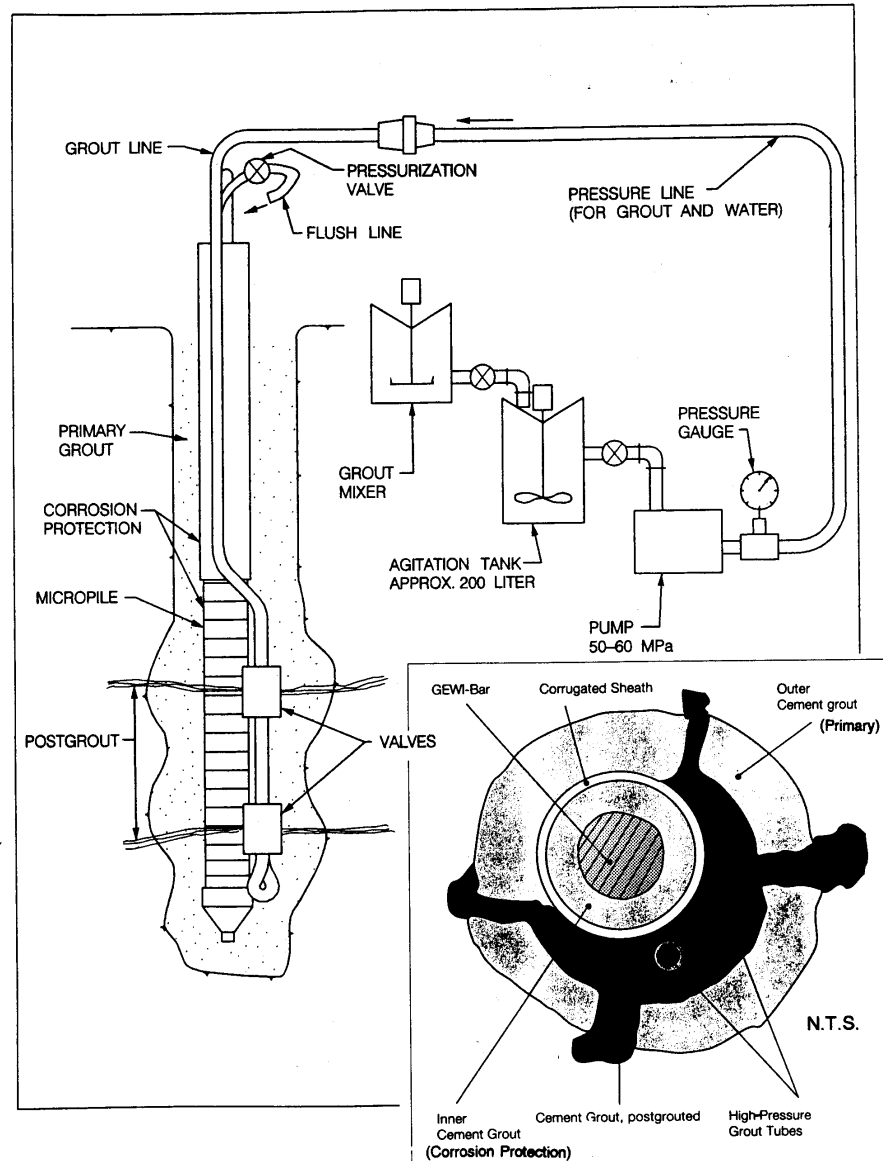 GROUT LINE
PRESSURIZATION
VALVE
FLUSH LINE
PRESSURE LINE
(FOR GROUT AND WATER)
PRIMARY
GROUT
GROUT
MIXER
PRESSURE
GAUGE
CORROSION
PROTECTION
AGITATION TANK
APPROX. 200 LITER
MICROPILE
PUMP
50–60 MPa
POSTGROUT
VALVES
GEWI-Bar
Corrugated Sheath
Outer
Cement grout
(Primary)
N.T.S.
Inner
Cement Grout
(Corrosion Protection)
Cement Grout, postgrouted
High-Pressure
Grout Tubes